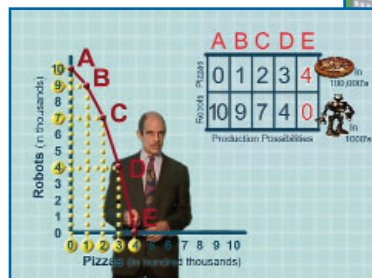 A B C D E
Pizzas 0 1 2 3 4 in 100,000's
Robots 10 9 7 4 0 in 1000's
Production Possibilities
Robots (in thousands)
10 A
9 B
8
7 C
6
5
4 D
3
2
1 E
0
0 1 2 3 4 5 6 7 8 9 10
Pizzas (in hundred thousands)